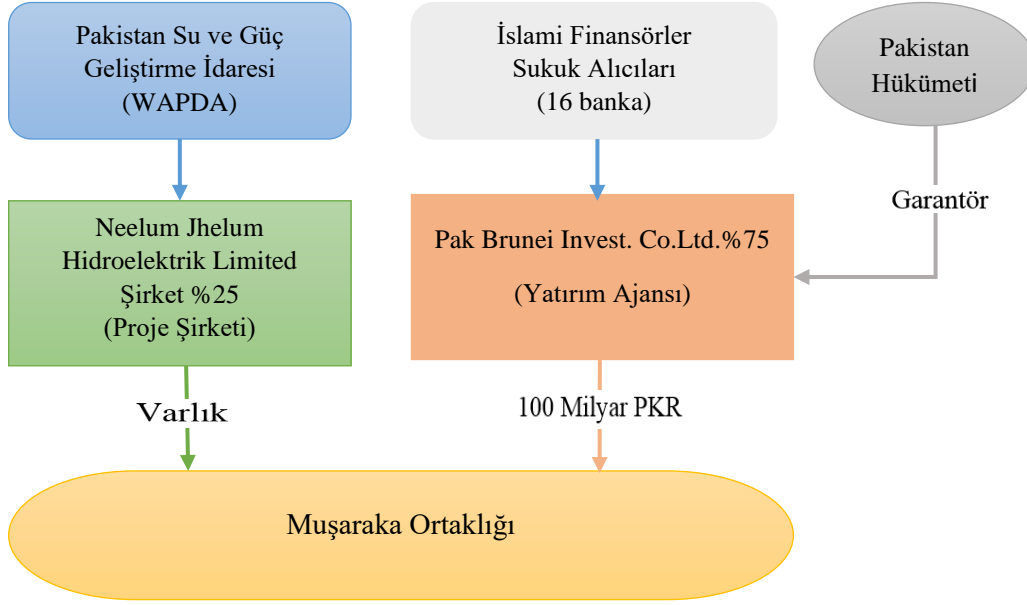 Pakistan Su ve Güç
Geliştirme İdaresi
(WAPDA)
İslami Finansörler
Sukuk Alıcıları
(16 banka)
Pakistan
Hükümeti
Garantör
Neelum Jhelum
Hidroelektrik Limited
Şirket %25
(Proje Şirketi)
Pak Brunei Invest. Co.Ltd.%75
(Yatırım Ajansı)
Varlık
100 Milyar PKR
Muşaraka Ortaklığı